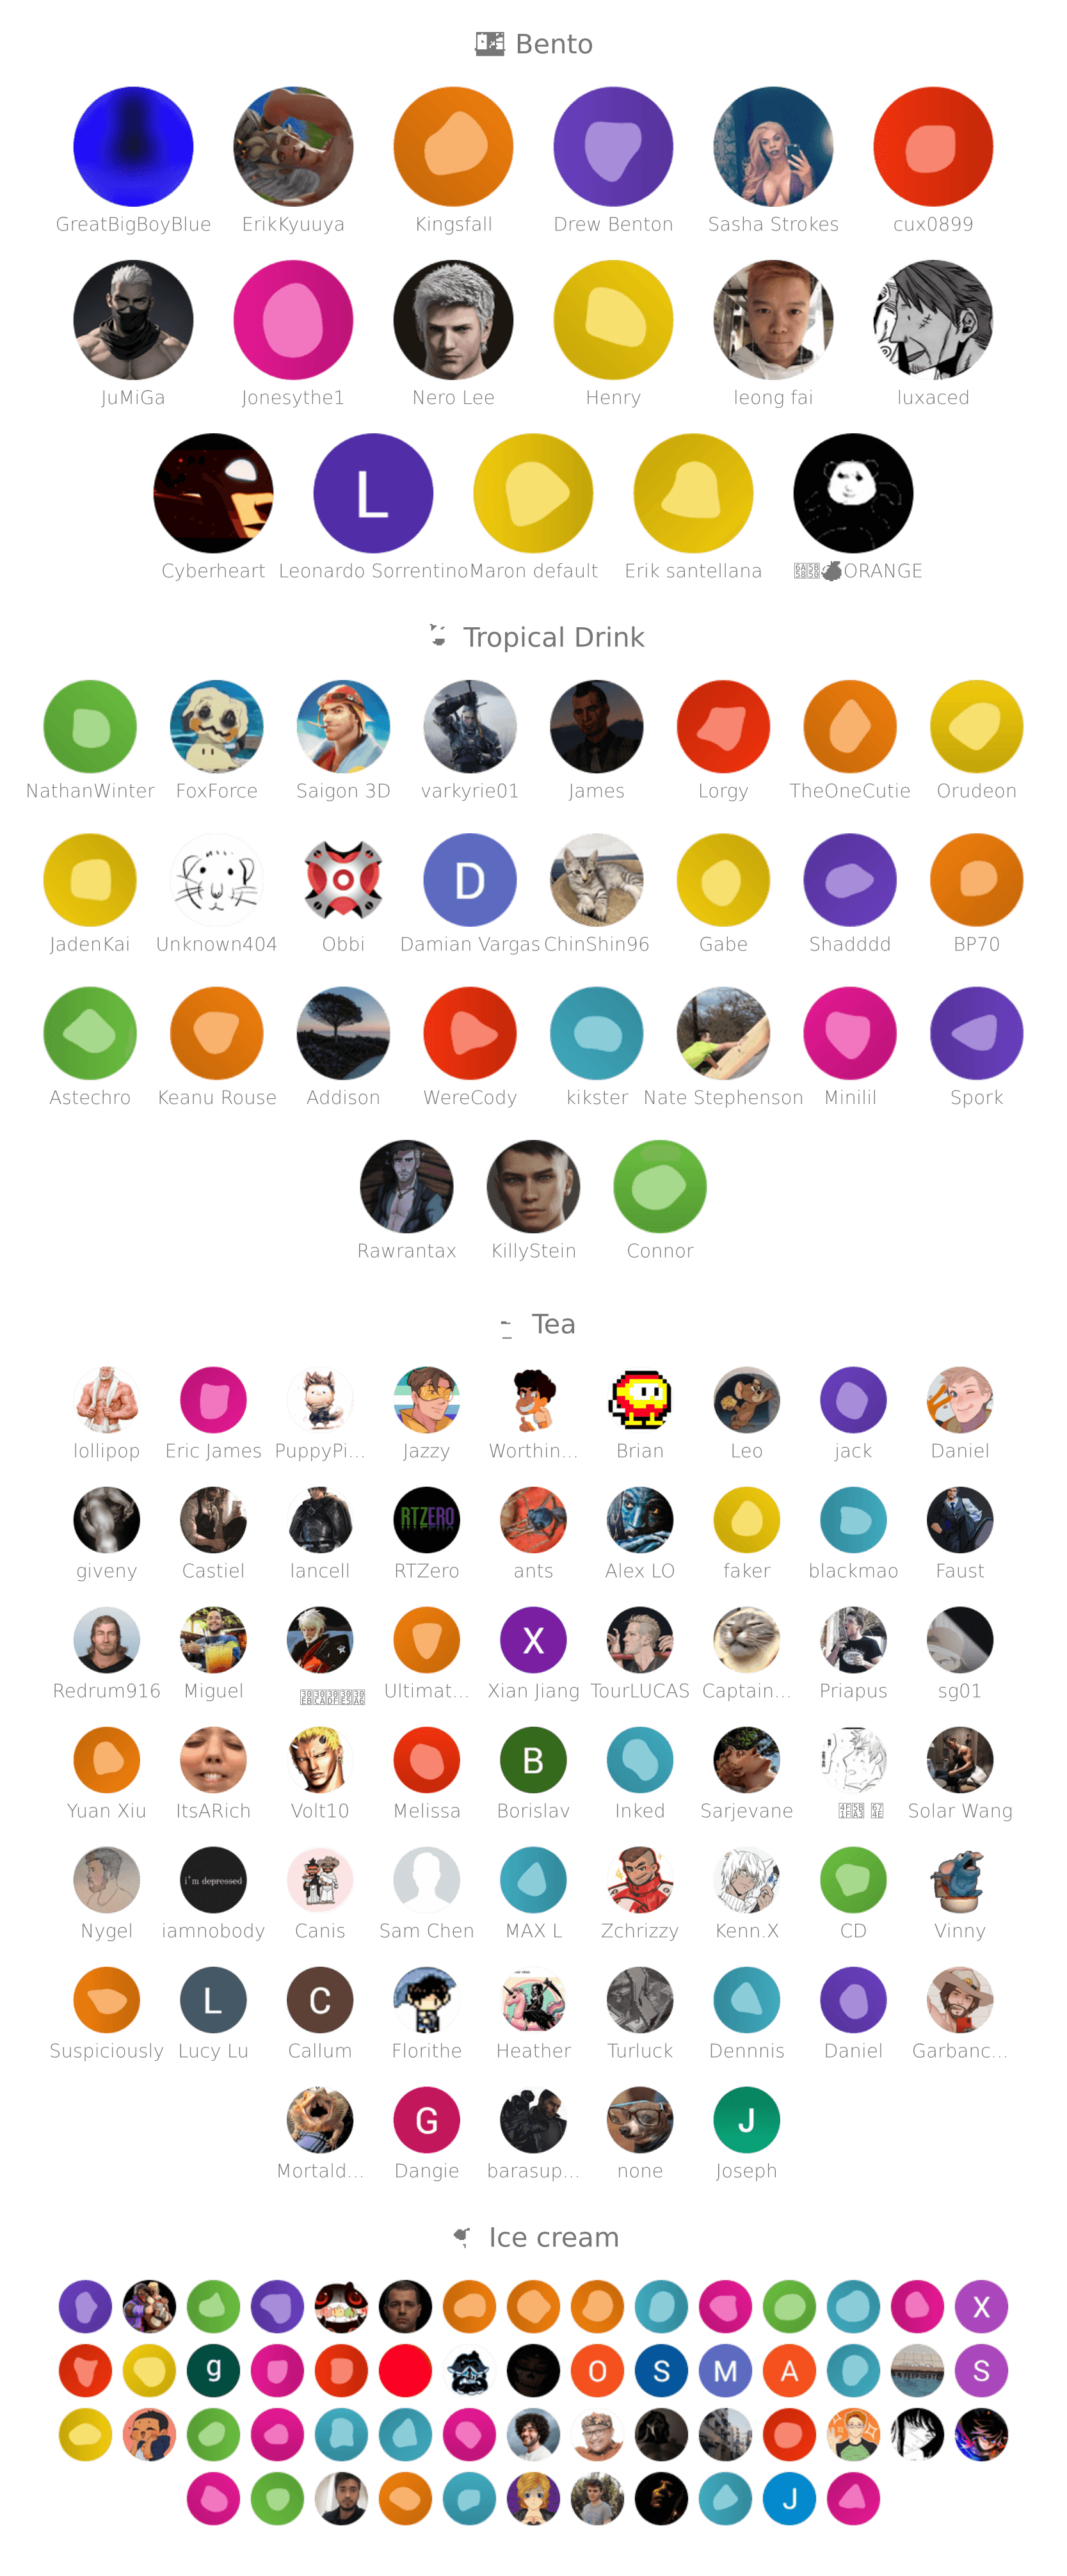 Bento
GreatBigBoyBlue ErikKyuuya Kingsfall Drew Benton Sasha Strokes cux0899
JuMiGa Jonesythe1 Nero Lee Henry leong fai luxaced
L
Cyberheart Leonardo Sorrentino Maron default Erik santellana ORANGE
Tropical Drink
NathanWinter FoxForce Saigon 3D varkyrie01 James Lorgy TheOneCutie Orudeon
D
JadenKai Unknown404 Obbi Damian Vargas ChinShin96 Gabe Shadddd BP70
Astechro Keanu Rouse Addison WereCody kikster Nate Stephenson Minilil Spork
Rawrantax KillyStein Connor
Tea
lollipop Eric James PuppyPi... Jazzy Worthin... Brian Leo jack Daniel
RTZERO
giveny Castiel lancell RTZero ants Alex LO faker blackmao Faust
X
Redrum916 Miguel Ultimat... Xian Jiang TourLUCAS Captain... Priapus sg01
B
Yuan Xiu ItsARich Volt10 Melissa Borislav Inked Sarjevane Solar Wang
i'm depressed
Nygel iamnobody Canis Sam Chen MAX L Zchrizzy Kenn.X CD Vinny
L C
Suspiciously Lucy Lu Callum Florithe Heather Turluck Dennnis Daniel Garbanc...
G J
Mortald... Dangie barasup... none Joseph
Ice cream
X
g O S M A S
J